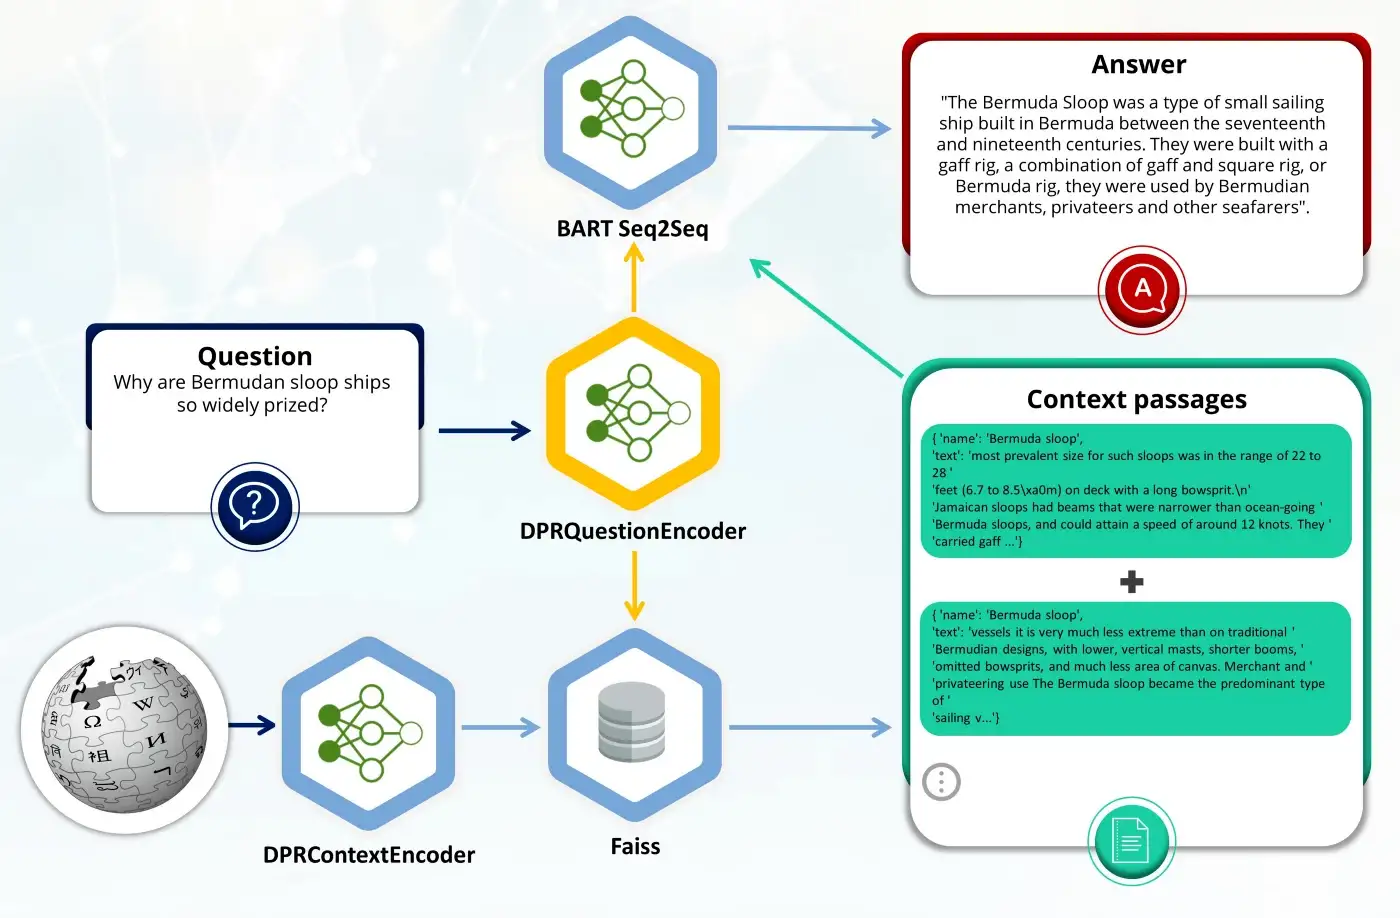 BART Seq2Seq
Answer
"The Bermuda Sloop was a type of small sailing
ship built in Bermuda between the seventeenth
and nineteenth centuries. They were built with a
gaff rig, a combination of gaff and square rig, or
Bermuda rig, they were used by Bermudian
merchants, privateers and other seafarers".
A
Question
Why are Bermudan sloop ships
so widely prized?
?
DPRQuestionEncoder
Context passages
{ 'name': 'Bermuda sloop',
'text': 'most prevalent size for such sloops was in the range of 22 to
28 '
'feet (6.7 to 8.5\xa0m) on deck with a long bowsprit.\n'
'Jamaican sloops had beams that were narrower than ocean-going '
'Bermuda sloops, and could attain a speed of around 12 knots. They '
'carried gaff ...'}
+
{ 'name': 'Bermuda sloop',
'text': 'vessels it is very much less extreme than on traditional '
'Bermudian designs, with lower, vertical masts, shorter booms, '
'omitted bowsprits, and much less area of canvas. Merchant and '
'privateering use The Bermuda sloop became the predominant type
of '
'sailing v...'}
Ω W
祖 И
DPRContextEncoder
Faiss